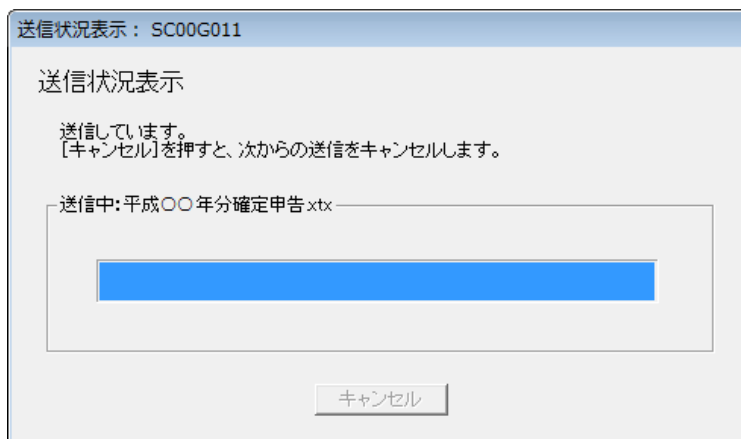 送信状況表示： SC00G011
送信状況表示
送信しています。
[キャンセル]を押すと、次からの送信をキャンセルします。
送信中:平成○○年分確定申告.xtx
キャンセル